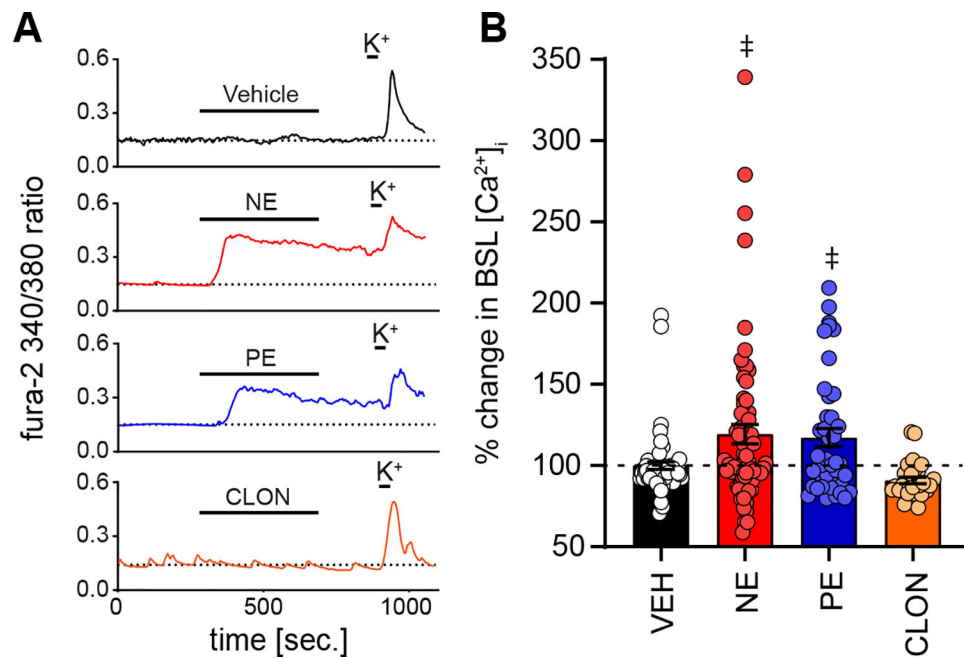 A
fura-2 340/380 ratio
0.6
0.3
0.0
Vehicle
K+
0.6
0.3
0.0
NE
K+
0.6
0.3
0.0
PE
K+
0.6
0.3
0.0
CLON
K+
0 500 1000
time [sec.]
B
% change in BSL [Ca²⁺]ᵢ
350
300
250
200
150
100
50
‡
‡
VEH
NE
PE
CLON